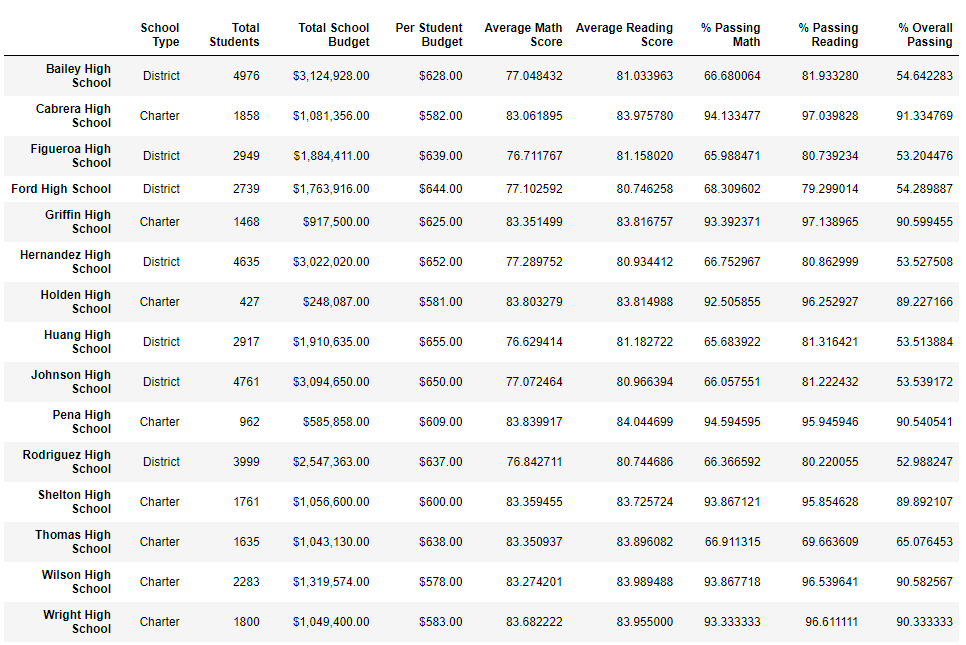 School Type Total Students Total School Budget Per Student Budget Average Math Score Average Reading Score % Passing Math % Passing Reading % Overall Passing
Bailey High School District 4976 $3,124,928.00 $628.00 77.048432 81.033963 66.680064 81.933280 54.642283
Cabrera High School Charter 1858 $1,081,356.00 $582.00 83.061895 83.975780 94.133477 97.039828 91.334769
Figueroa High School District 2949 $1,884,411.00 $639.00 76.711767 81.158020 65.988471 80.739234 53.204476
Ford High School District 2739 $1,763,916.00 $644.00 77.102592 80.746258 68.309602 79.299014 54.289887
Griffin High School Charter 1468 $917,500.00 $625.00 83.351499 83.816757 93.392371 97.138965 90.599455
Hernandez High School District 4635 $3,022,020.00 $652.00 77.289752 80.934412 66.752967 80.862999 53.527508
Holden High School Charter 427 $248,087.00 $581.00 83.803279 83.814988 92.505855 96.252927 89.227166
Huang High School District 2917 $1,910,635.00 $655.00 76.629414 81.182722 65.683922 81.316421 53.513884
Johnson High School District 4761 $3,094,650.00 $650.00 77.072464 80.966394 66.057551 81.222432 53.539172
Pena High School Charter 962 $585,858.00 $609.00 83.839917 84.044699 94.594595 95.945946 90.540541
Rodriguez High School District 3999 $2,547,363.00 $637.00 76.842711 80.744686 66.366592 80.220055 52.988247
Shelton High School Charter 1761 $1,056,600.00 $600.00 83.359455 83.725724 93.867121 95.854628 89.892107
Thomas High School Charter 1635 $1,043,130.00 $638.00 83.350937 83.896082 66.911315 69.663609 65.076453
Wilson High School Charter 2283 $1,319,574.00 $578.00 83.274201 83.989488 93.867718 96.539641 90.582567
Wright High School Charter 1800 $1,049,400.00 $583.00 83.682222 83.955000 93.333333 96.611111 90.333333